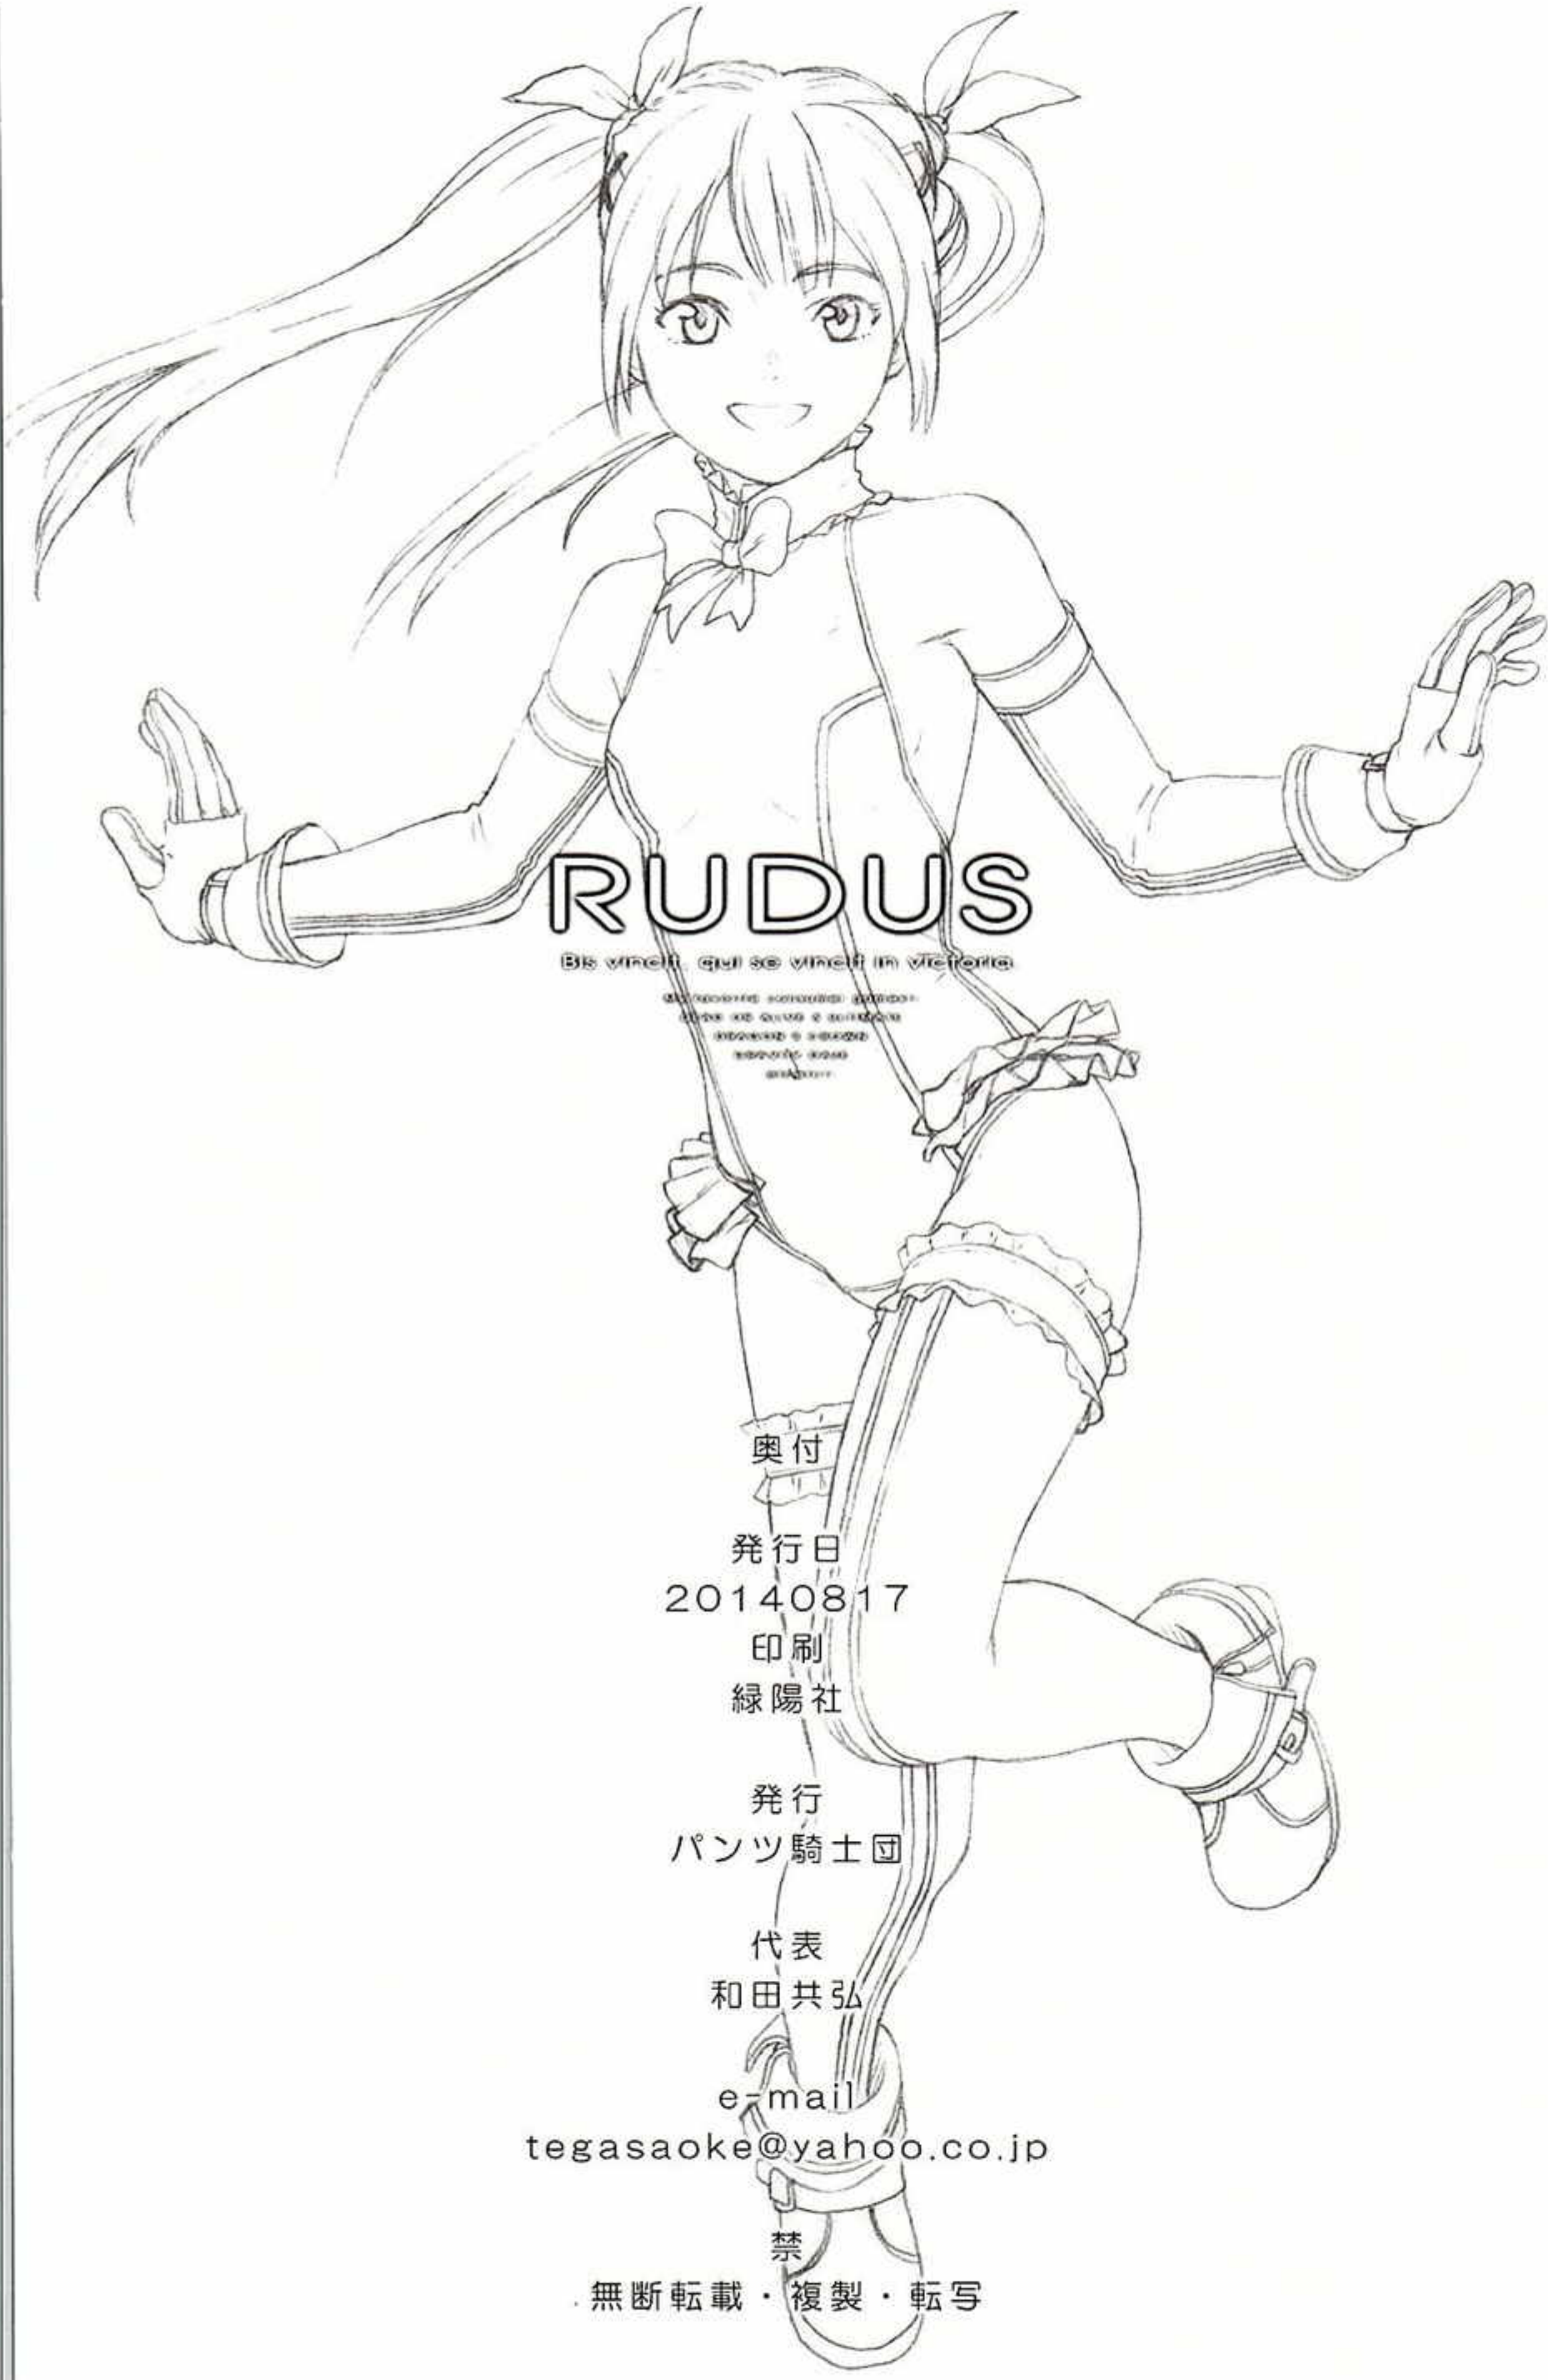 RUDUS
Bis vincit, qui se vincit in victoria
奥付
発行日
20140817
印刷
緑陽社
発行
パンツ騎士団
代表
和田共弘
e-mail
tegasaoke@yahoo.co.jp
禁
無断転載・複製・転写